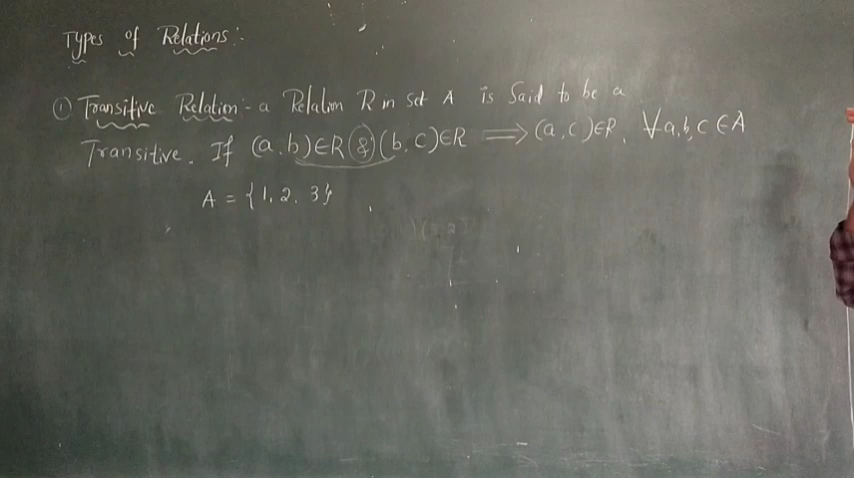 Types of Relations:-
① Transitive Relation:- a Relation R in set A is Said to be a
Transitive. If (a,b)∈R & (b,c)∈R ⟹ (a,c)∈R, ∀a,b,c ∈A
A = {1, 2, 3}